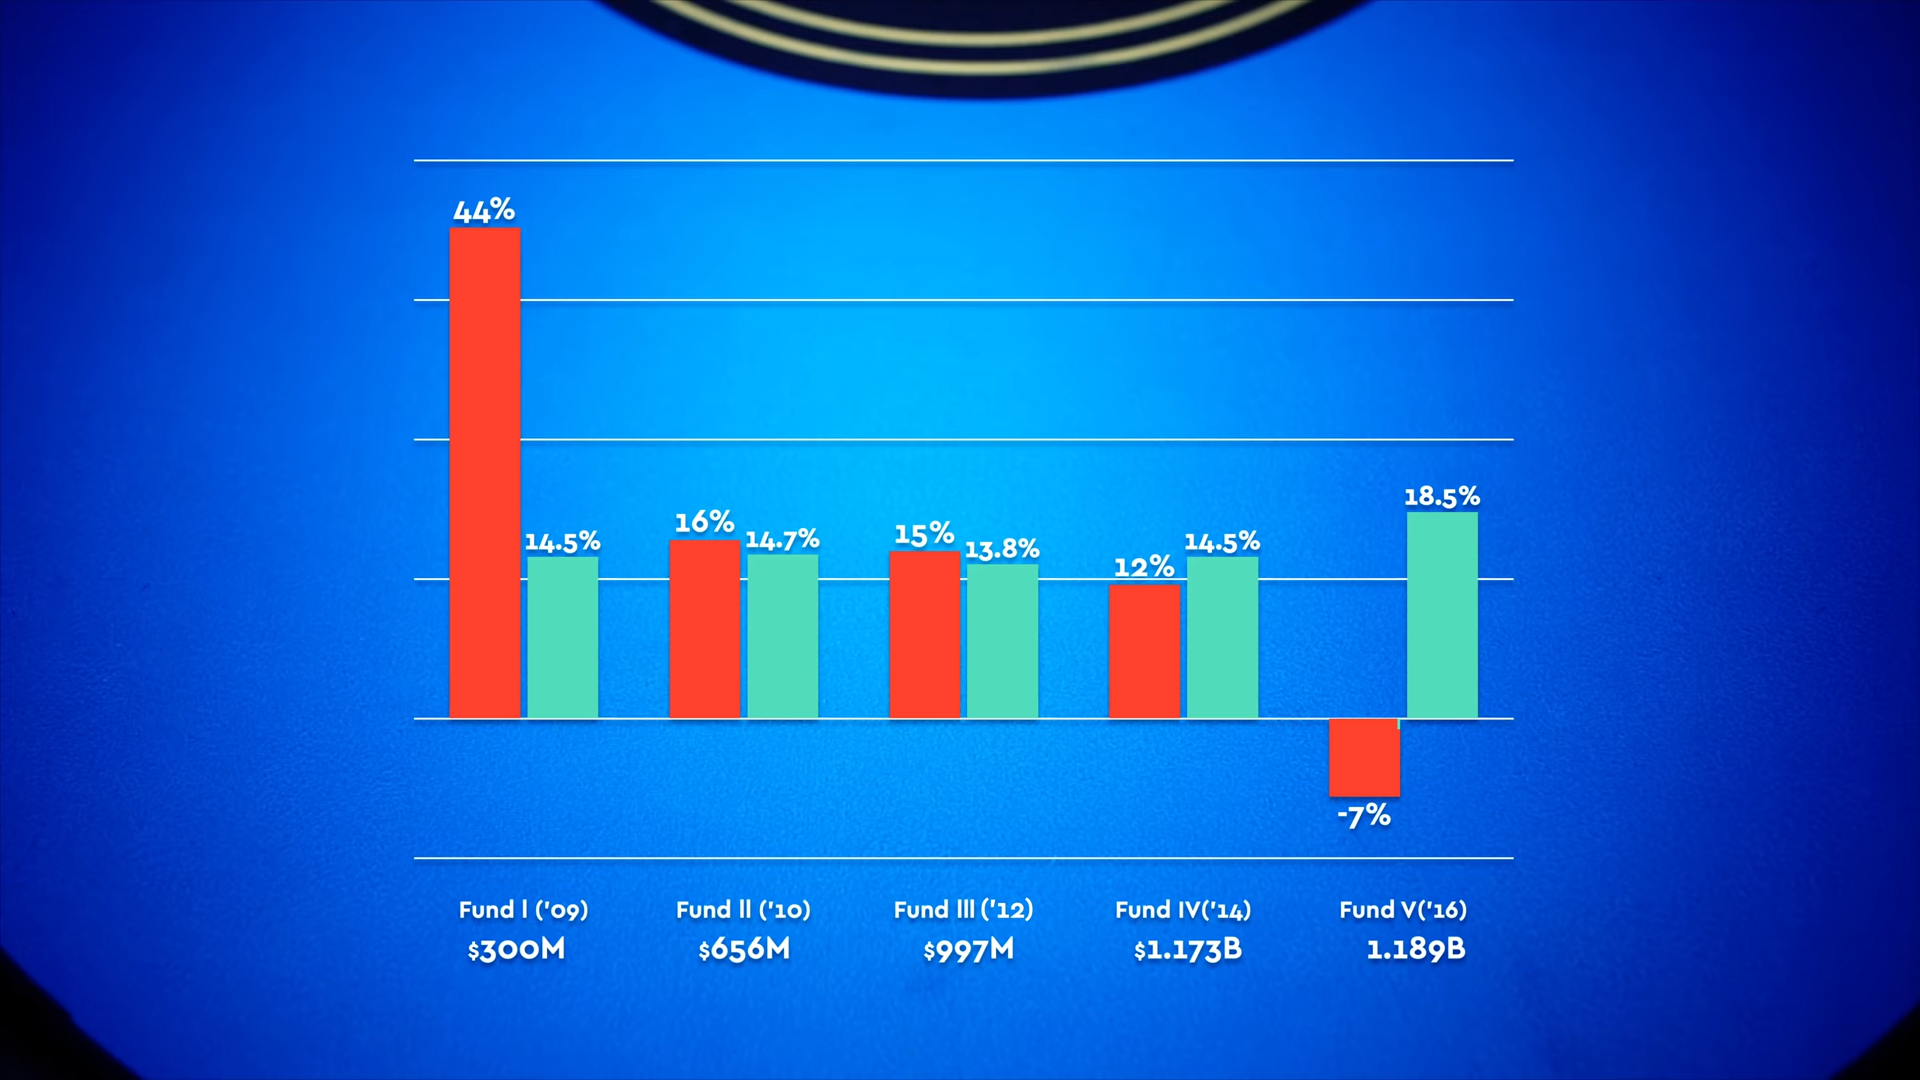 44%
14.5%
16%
14.7%
15%
13.8%
12%
14.5%
-7%
18.5%
Fund I ('09)
$300M
Fund II ('10)
$656M
Fund III ('12)
$997M
Fund IV('14)
$1.173B
Fund V('16)
1.189B